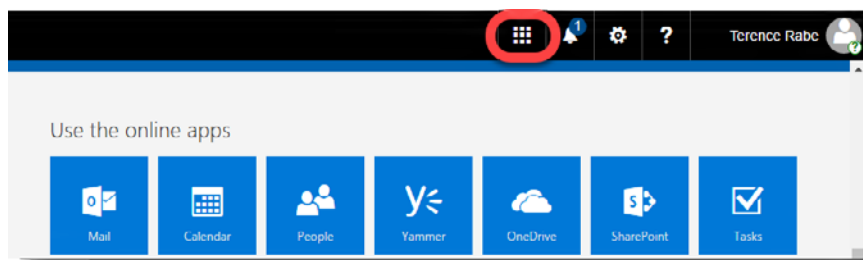 1
? Terence Rabe
?
Use the online apps
Mail Calendar People Yammer OneDrive SharePoint Tasks